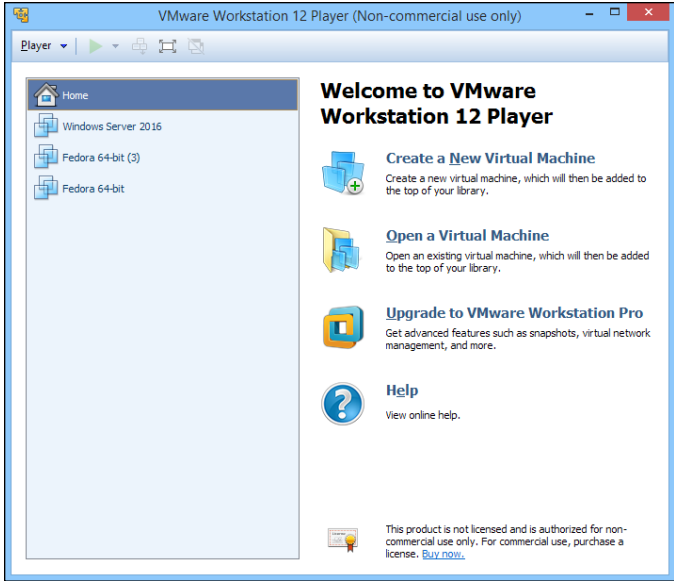 VMware Workstation 12 Player (Non-commercial use only)
Player
Home
Windows Server 2016
Fedora 64-bit (3)
Fedora 64-bit
Welcome to VMware
Workstation 12 Player
Create a New Virtual Machine
Create a new virtual machine, which will then be added to
the top of your library.
Open a Virtual Machine
Open an existing virtual machine, which will then be added
to the top of your library.
Upgrade to VMware Workstation Pro
Get advanced features such as snapshots, virtual network
management, and more.
Help
View online help.
This product is not licensed and is authorized for non-
commercial use only. For commercial use, purchase a
license. Buy now.